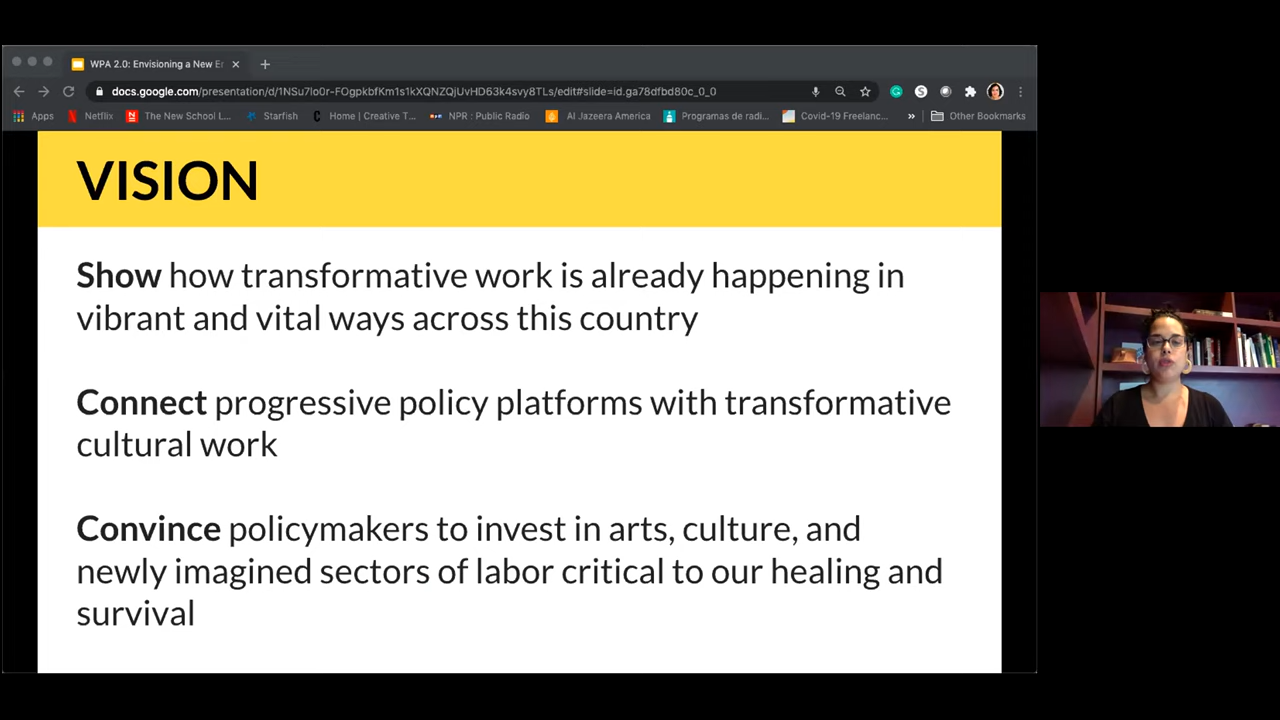 WPA 2.0: Envisioning a New E
docs.google.com/presentation/d/1NSu7lo0r-FOgpkbfKm1s1kXQNZQjUvHD63k4svy8TLs/edit#slide=id.ga78dfbd80c_0_0
Apps Netflix The New School L... Starfish Home | Creative T... NPR : Public Radio Al Jazeera America Programas de radi... Covid-19 Freelanc... » Other Bookmarks
VISION
Show how transformative work is already happening in
vibrant and vital ways across this country
Connect progressive policy platforms with transformative
cultural work
Convince policymakers to invest in arts, culture, and
newly imagined sectors of labor critical to our healing and
survival